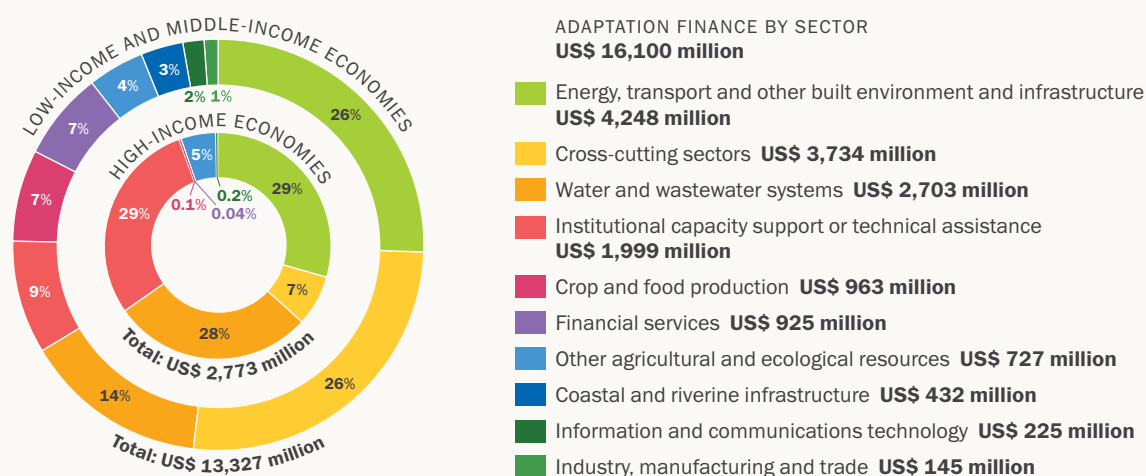 LOW-INCOME AND MIDDLE-INCOME ECONOMIES
26%
26%
14%
9%
7%
7%
4%
3%
2%
1%
Total: US$ 13,327 million
HIGH-INCOME ECONOMIES
29%
7%
28%
29%
0.1%
0.04%
5%
0.2%
Total: US$ 2,773 million
ADAPTATION FINANCE BY SECTOR
US$ 16,100 million
Energy, transport and other built environment and infrastructure
US$ 4,248 million
Cross-cutting sectors US$ 3,734 million
Water and wastewater systems US$ 2,703 million
Institutional capacity support or technical assistance
US$ 1,999 million
Crop and food production US$ 963 million
Financial services US$ 925 million
Other agricultural and ecological resources US$ 727 million
Coastal and riverine infrastructure US$ 432 million
Information and communications technology US$ 225 million
Industry, manufacturing and trade US$ 145 million